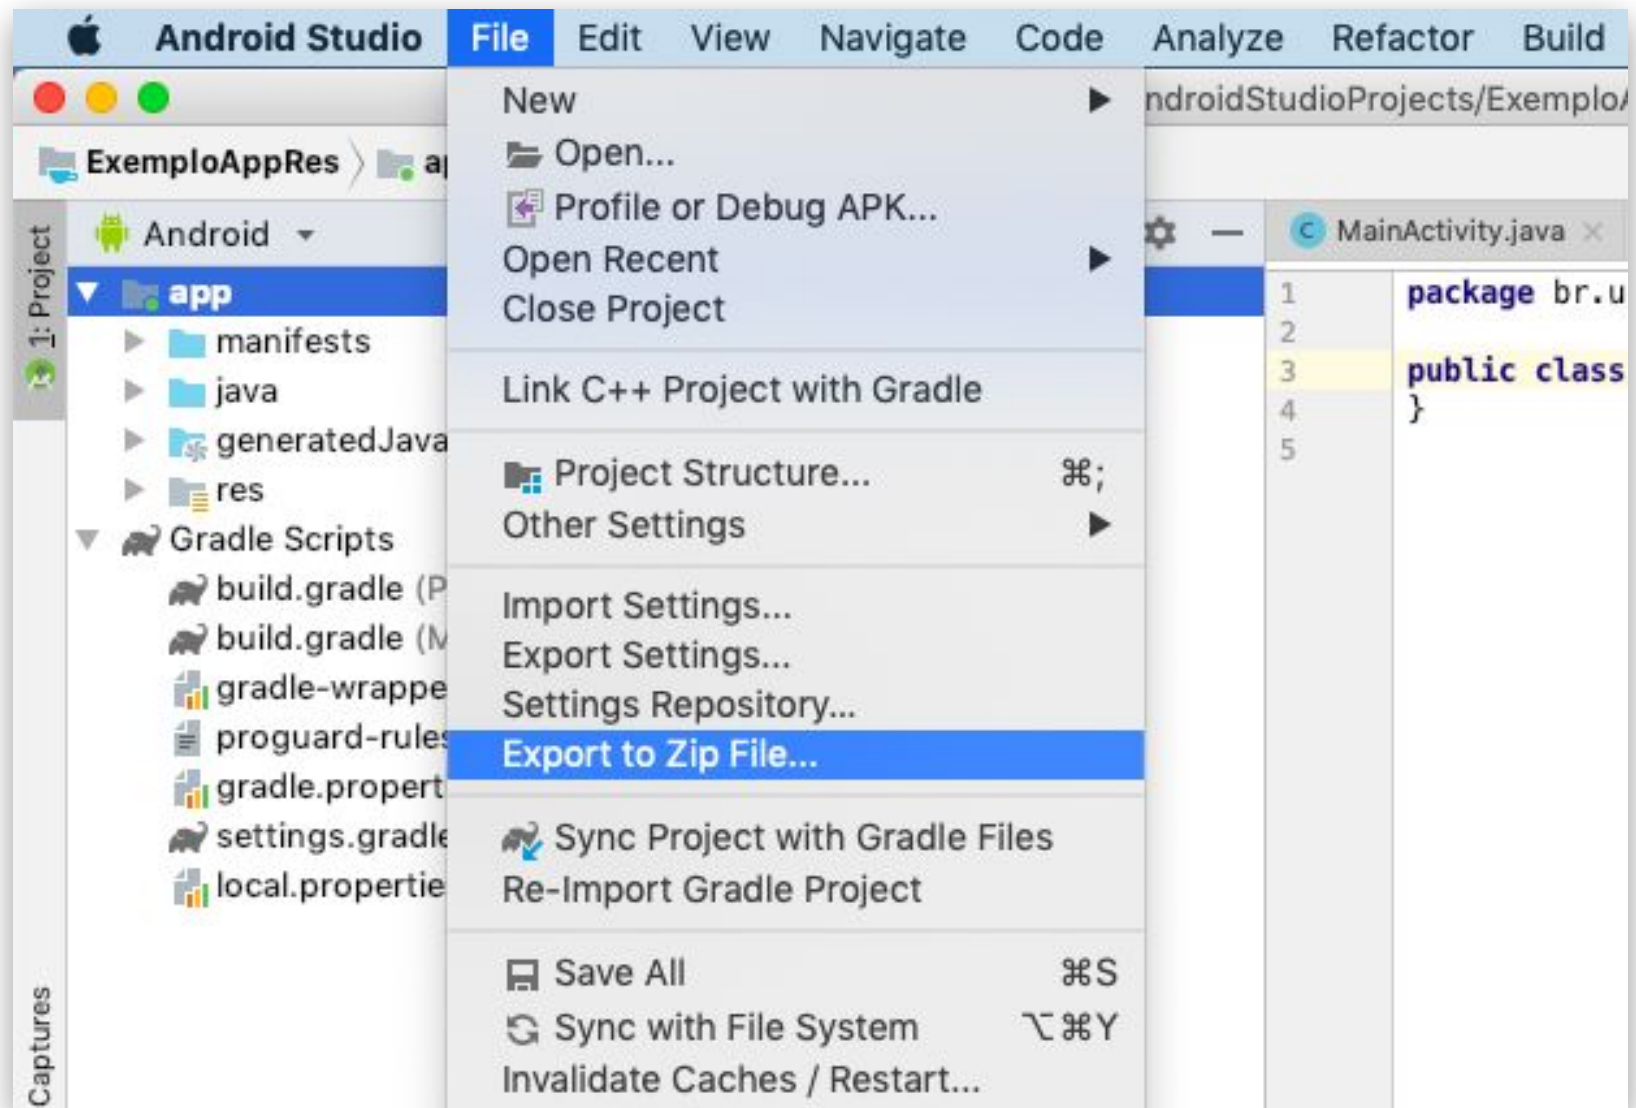 Android Studio File Edit View Navigate Code Analyze Refactor Build
ndroidStudioProjects/Exemplo
ExemploAppRes
Android
MainActivity.java
1: Project
app
manifests
java
generatedJava
res
Gradle Scripts
build.gradle (P
build.gradle (M
gradle-wrappe
proguard-rules
gradle.propert
settings.gradle
local.propertie
Captures
New
Open...
Profile or Debug APK...
Open Recent
Close Project
Link C++ Project with Gradle
Project Structure... ⌘;
Other Settings
Import Settings...
Export Settings...
Settings Repository...
Export to Zip File...
Sync Project with Gradle Files
Re-Import Gradle Project
Save All ⌘S
Sync with File System ⌥⌘Y
Invalidate Caches / Restart...
1 package br.u
2
3 public class
4 }
5